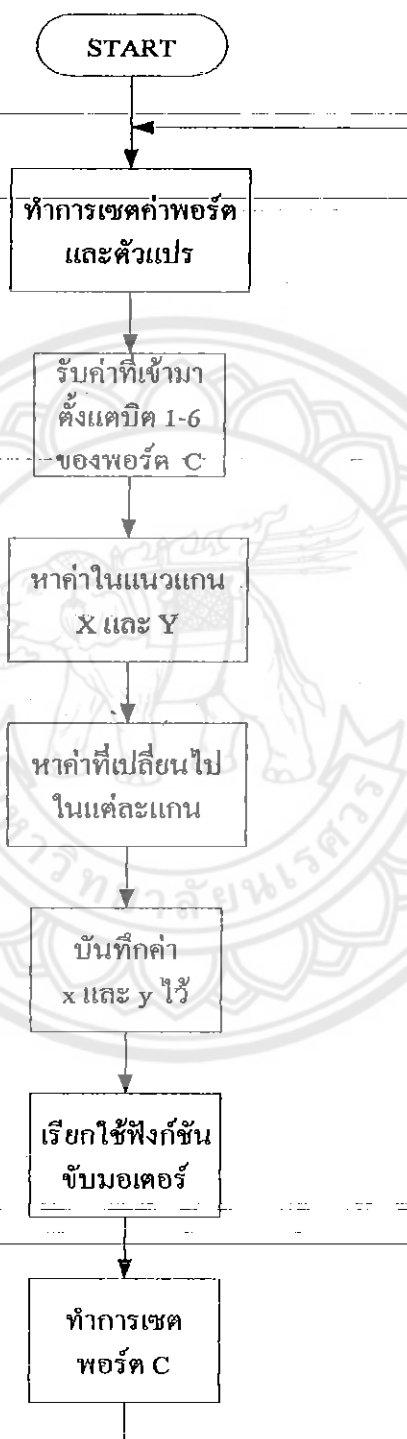 START
ทำการเซตค่าพอร์ต
และตัวแปร
รับค่าที่เข้ามา
ตั้งแตบิต 1-6
ของพอร์ต C
หาค่าในแนวแกน
X และ Y
หาค่าที่เปลี่ยนไป
ในแต่ละแกน
บันทึกค่า
x และ y ไว้
เรียกใช้ฟังก์ชัน
ขับมอเตอร์
ทำการเซต
พอร์ต C